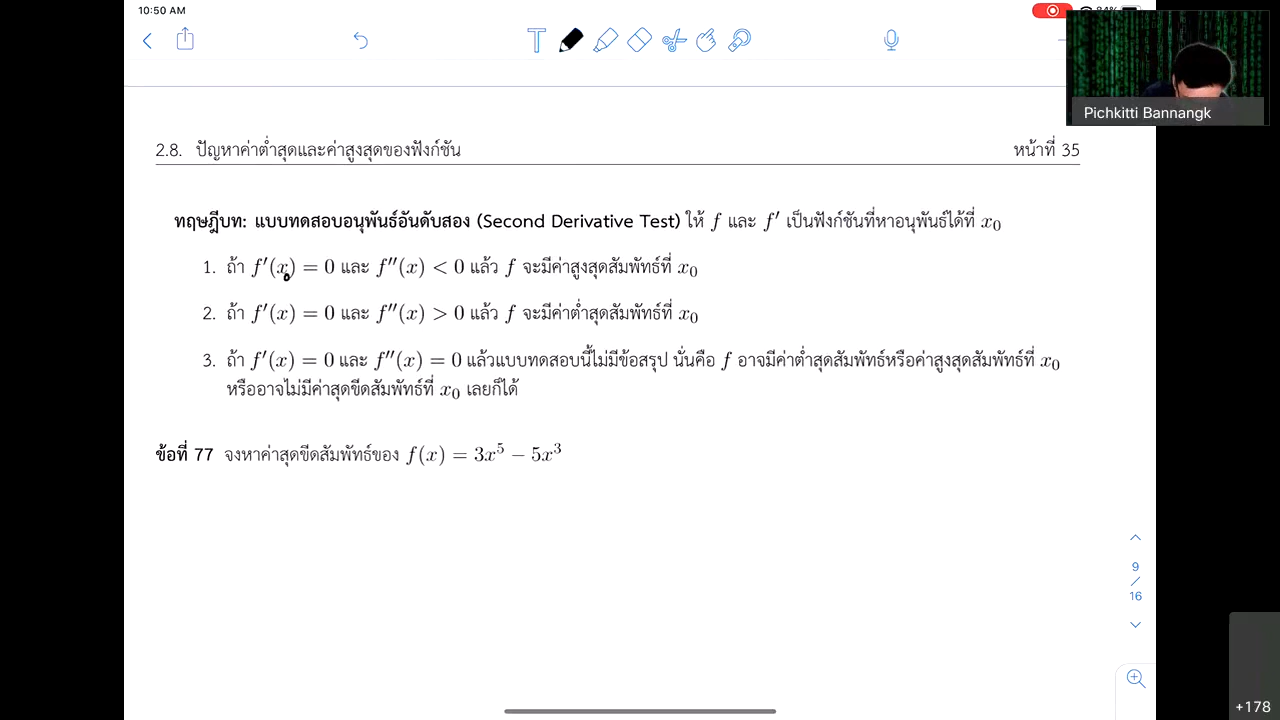 10:50 AM
84%
Pichkitti Bannangk
2.8. ปัญหาค่าต่ำสุดและค่าสูงสุดของฟังก์ชัน หน้าที่ 35
ทฤษฎีบท: แบบทดสอบอนุพันธ์อันดับสอง (Second Derivative Test) ให้ f และ f′ เป็นฟังก์ชันที่หาอนุพันธ์ได้ที่ x₀
1. ถ้า f′(x₀) = 0 และ f′′(x) < 0 แล้ว f จะมีค่าสูงสุดสัมพัทธ์ที่ x₀
2. ถ้า f′(x) = 0 และ f′′(x) > 0 แล้ว f จะมีค่าต่ำสุดสัมพัทธ์ที่ x₀
3. ถ้า f′(x) = 0 และ f′′(x) = 0 แล้วแบบทดสอบนี้ไม่มีข้อสรุป นั่นคือ f อาจมีค่าต่ำสุดสัมพัทธ์หรือค่าสูงสุดสัมพัทธ์ที่ x₀
หรืออาจไม่มีค่าสุดขีดสัมพัทธ์ที่ x₀ เลยก็ได้
ข้อที่ 77 จงหาค่าสุดขีดสัมพัทธ์ของ f(x) = 3x⁵ − 5x³
9
/
16
+178